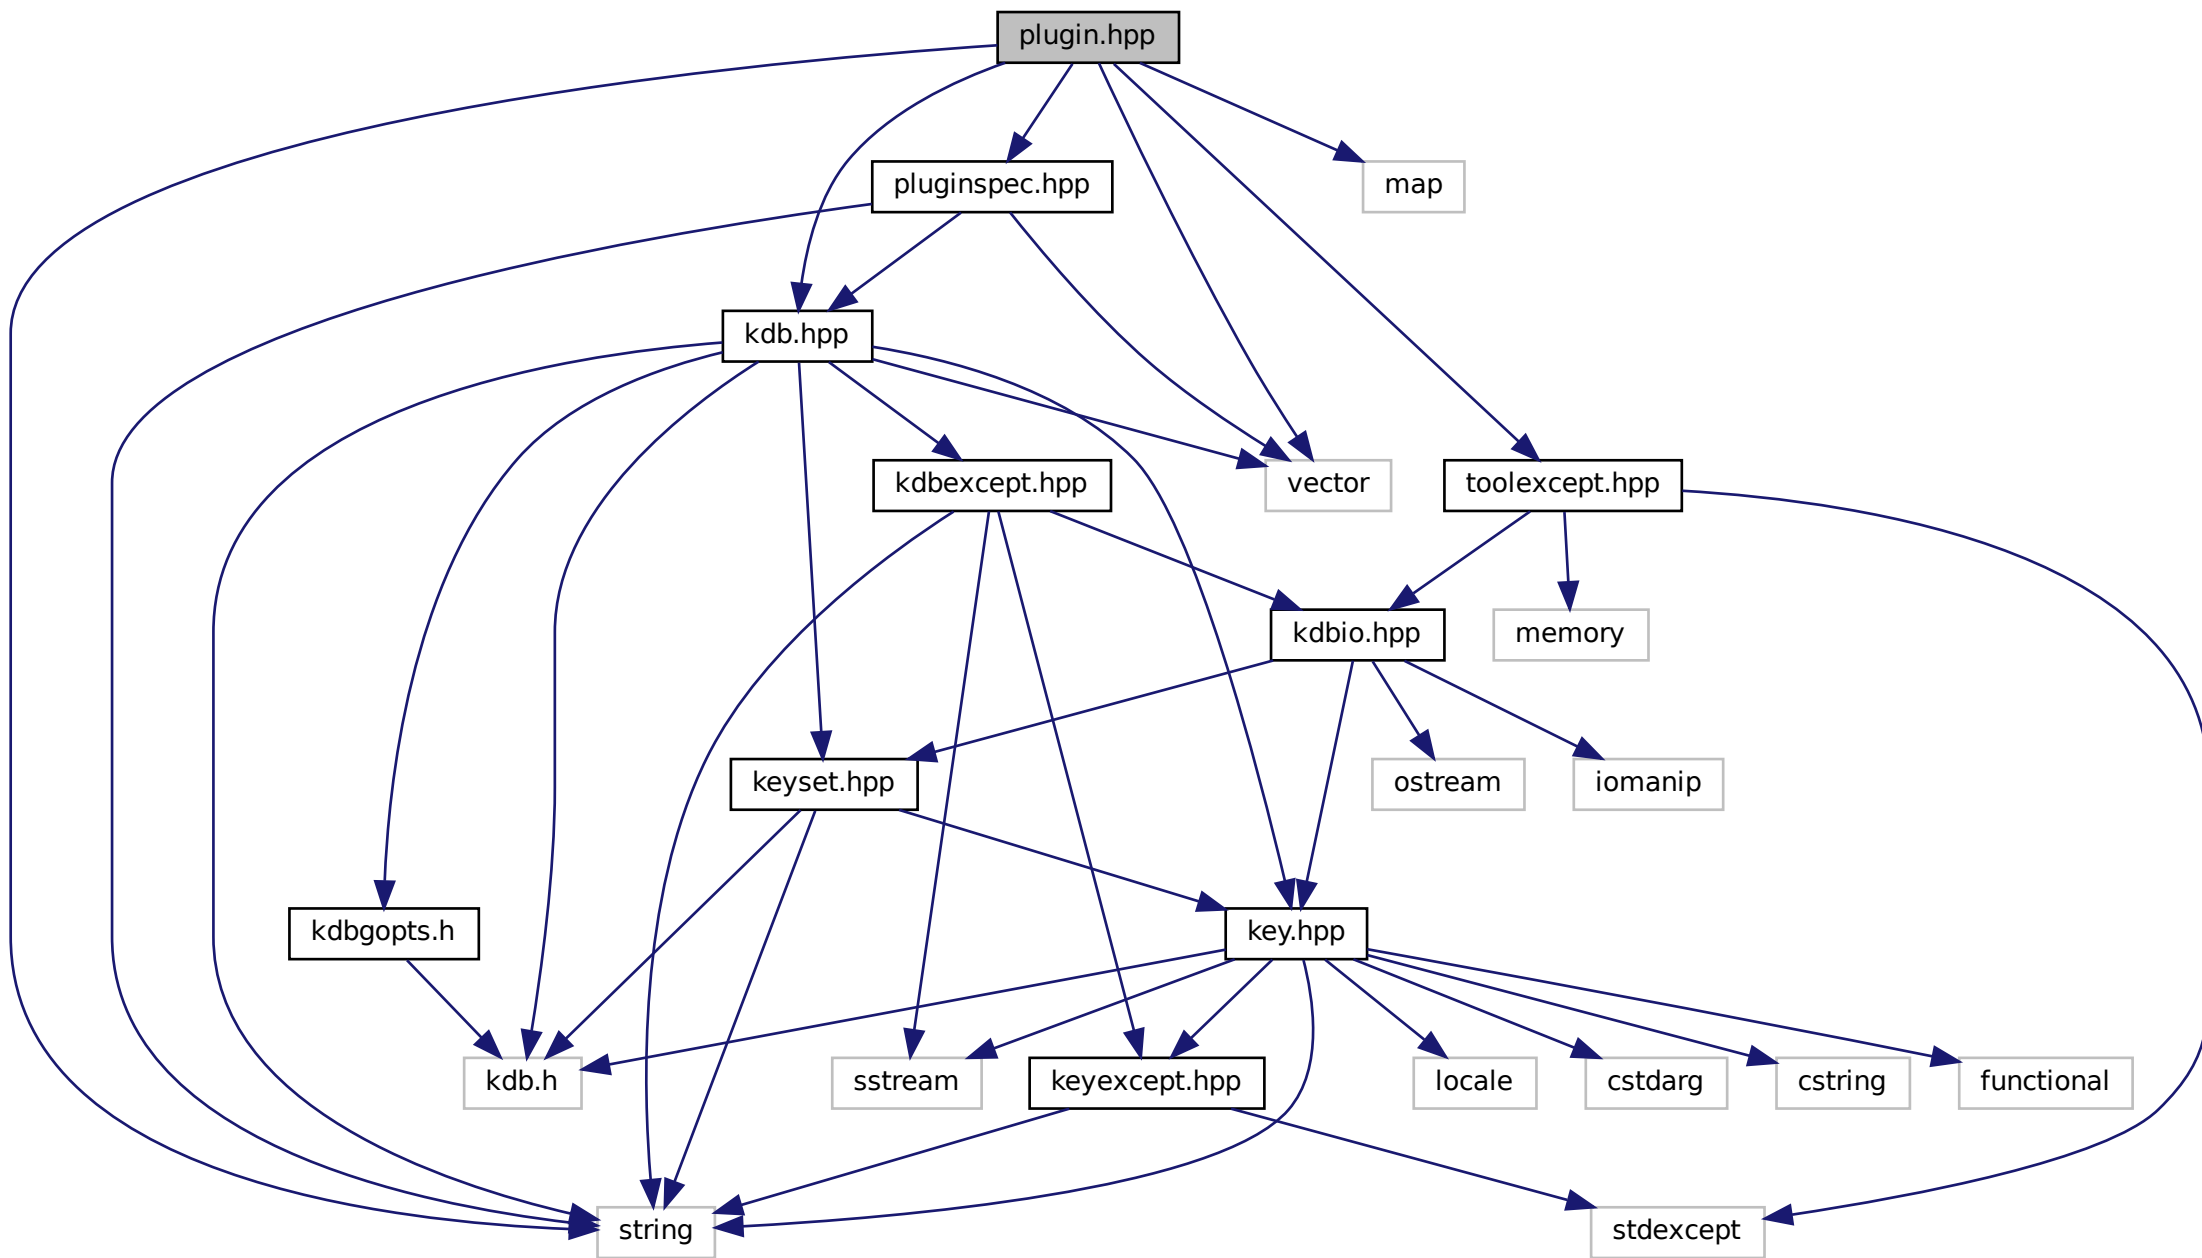 plugin.hpp
pluginspec.hpp
map
kdb.hpp
kdbexcept.hpp
vector
toolexcept.hpp
kdbio.hpp
memory
keyset.hpp
ostream
iomanip
kdbgopts.h
key.hpp
kdb.h
sstream
keyexcept.hpp
locale
cstdarg
cstring
functional
string
stdexcept